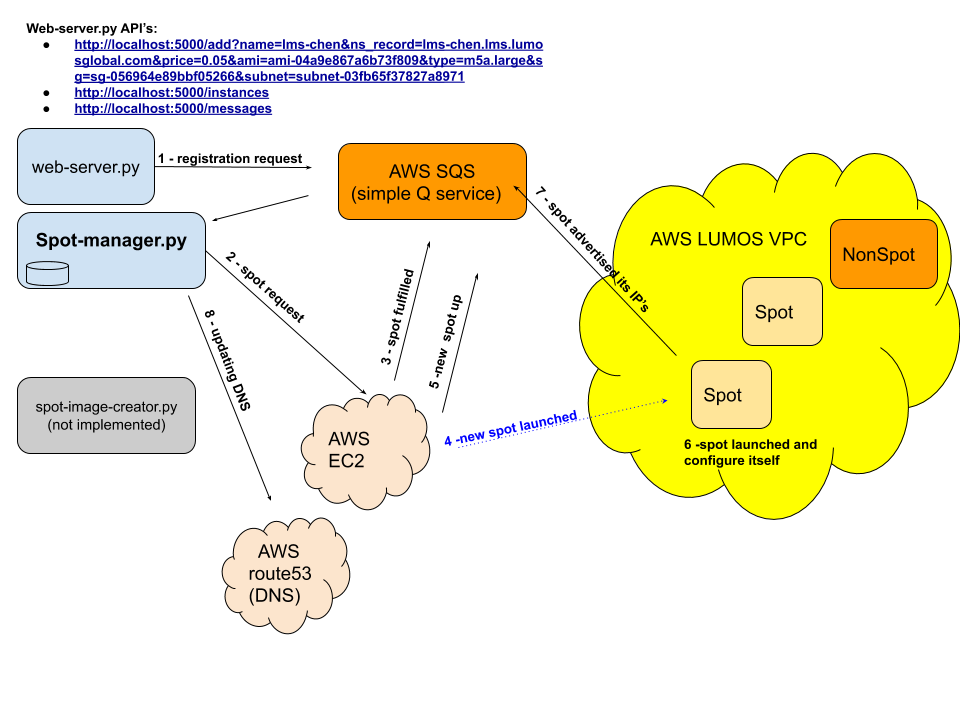 Web-server.py API's:
● http://localhost:5000/add?name=lms-chen&ns_record=lms-chen.lms.lumo
sglobal.com&price=0.05&ami=ami-04a9e867a6b73f809&type=m5a.large&s
g=sg-056964e89bbf05266&subnet=subnet-03fb65f37827a8971
● http://localhost:5000/instances
● http://localhost:5000/messages
web-server.py
1 - registration request
AWS SQS
(simple Q service)
Spot-manager.py
2 - spot request
3 - spot fulfilled
5 -new spot up
7 - spot advertised its IP's
AWS LUMOS VPC
NonSpot
Spot
Spot
8 - updating DNS
spot-image-creator.py
(not implemented)
AWS
EC2
4 -new spot launched
6 -spot launched and
configure itself
AWS
route53
(DNS)